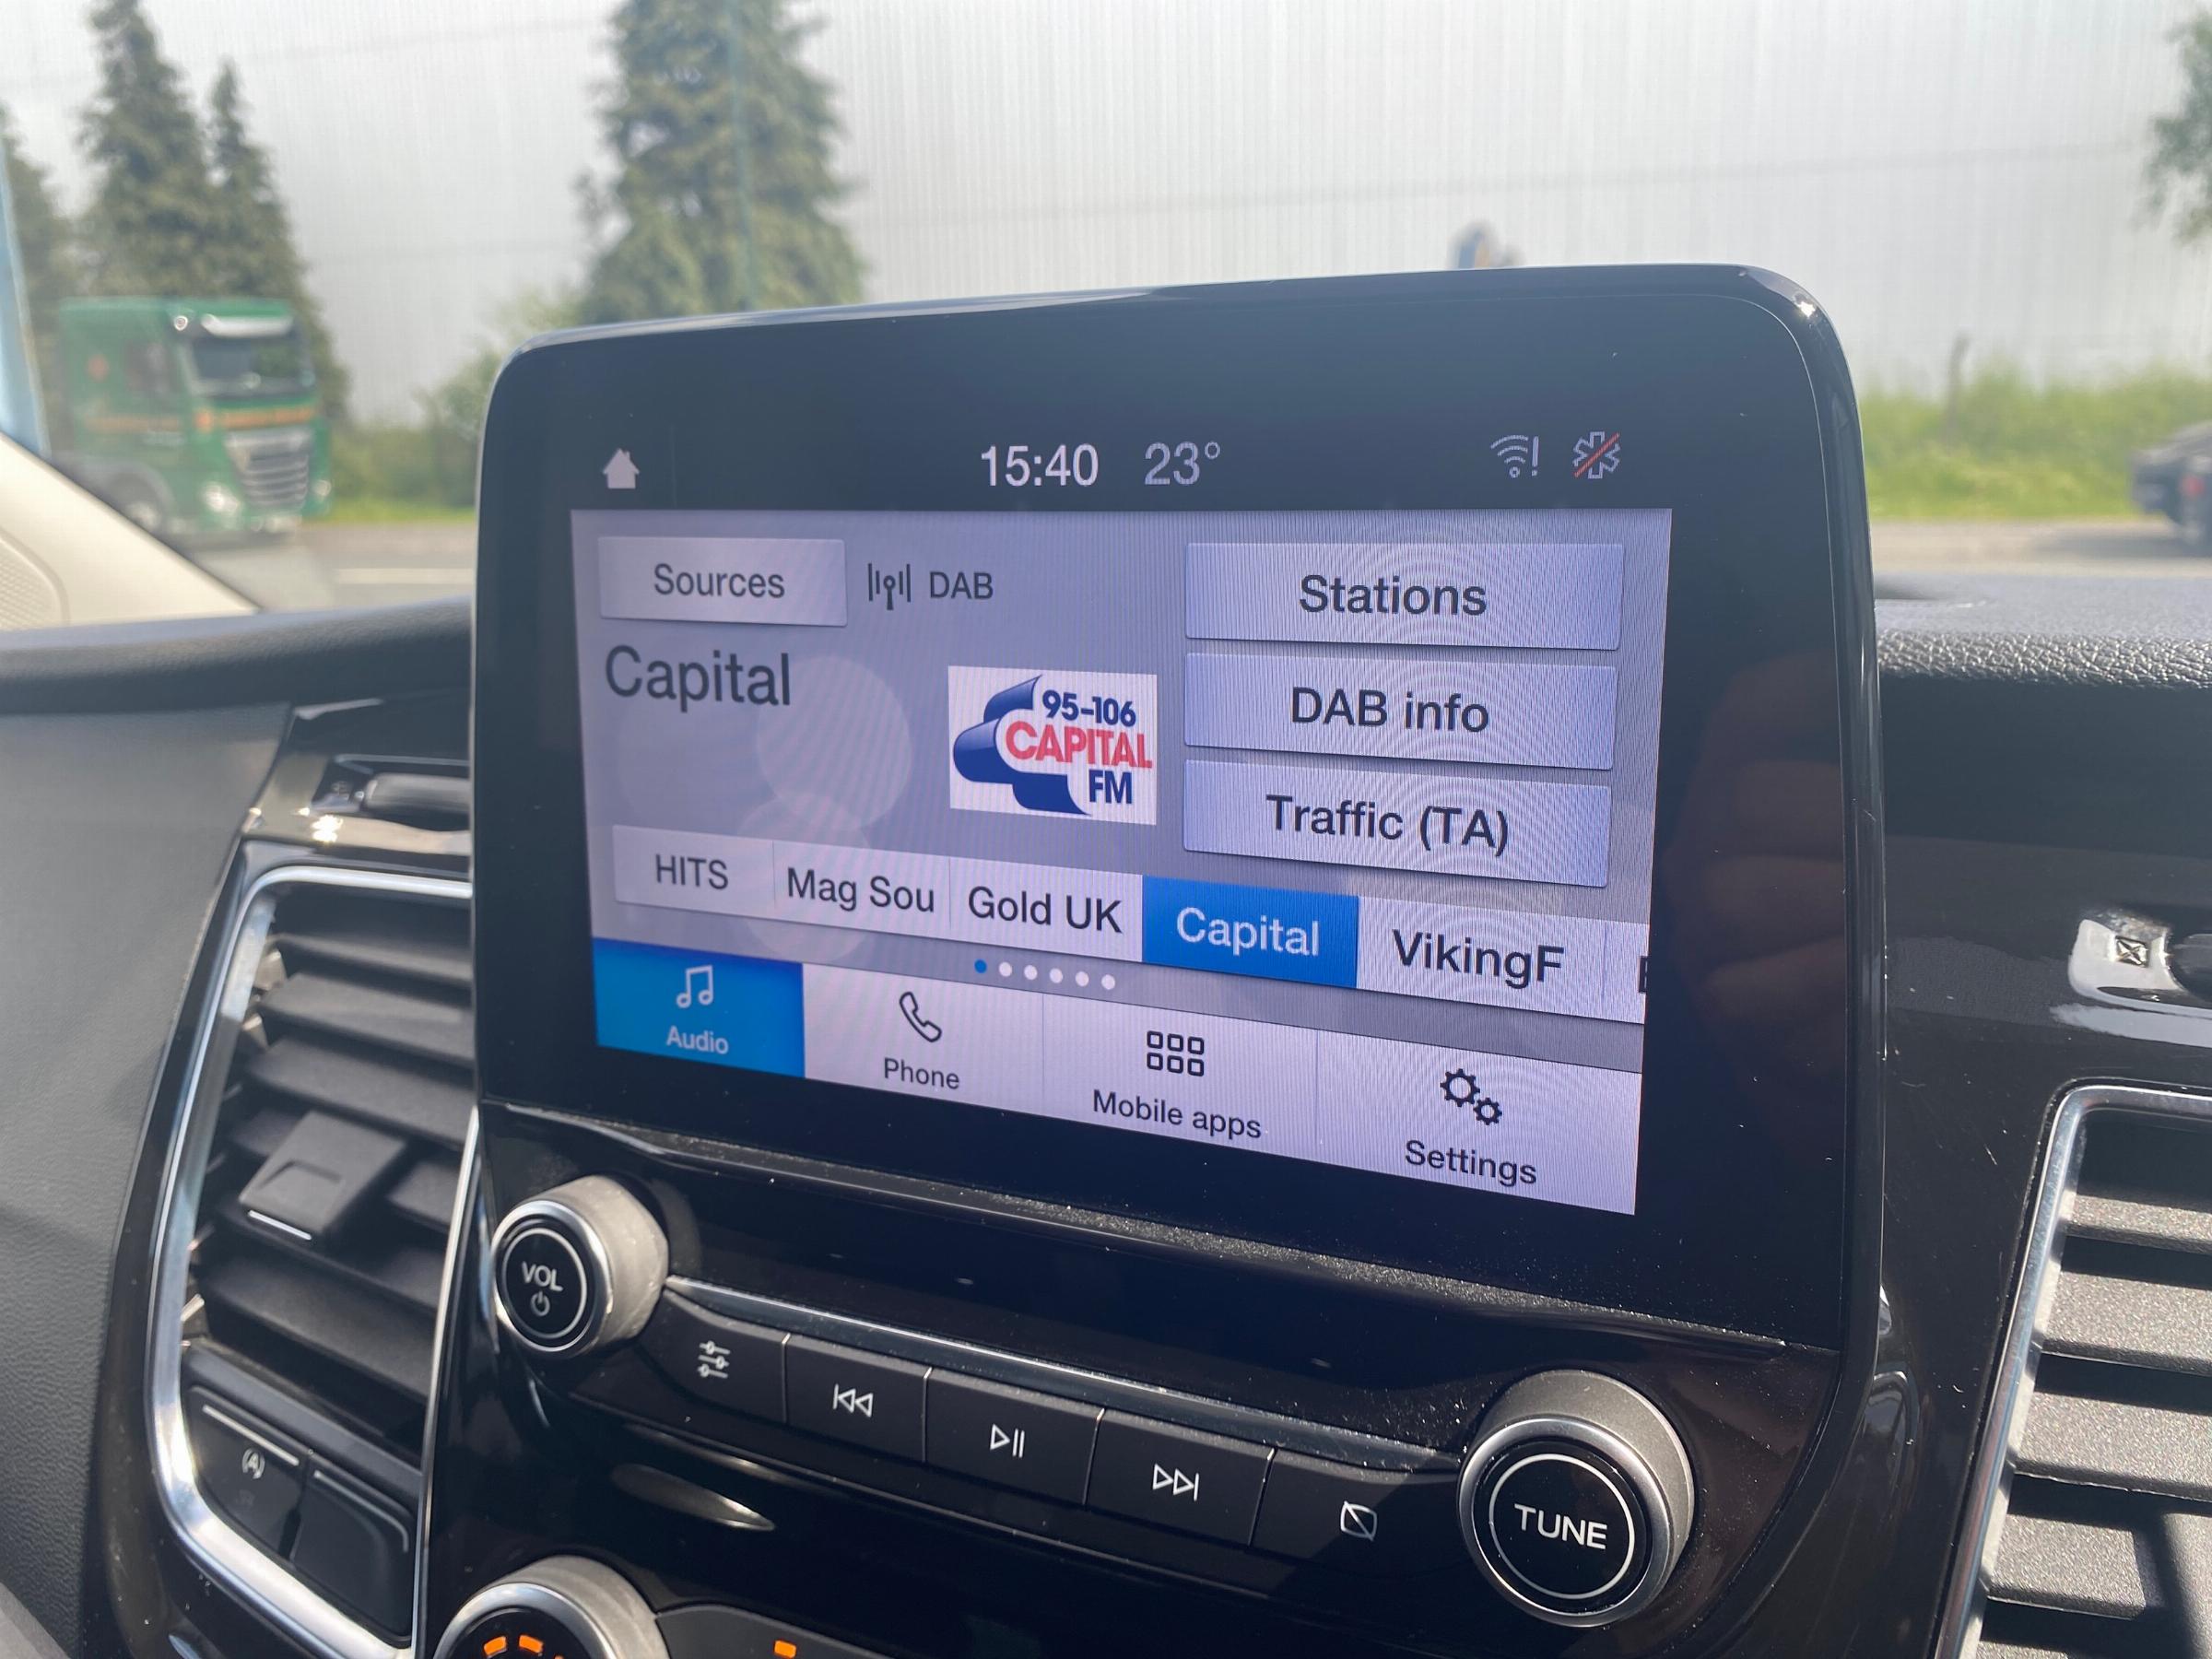 15:40 23°
Sources DAB Stations
Capital
95-106
CAPITAL
FM
DAB info
Traffic (TA)
HITS Mag Sou Gold UK Capital VikingF
Audio Phone Mobile apps Settings
VOL
TUNE
(A)